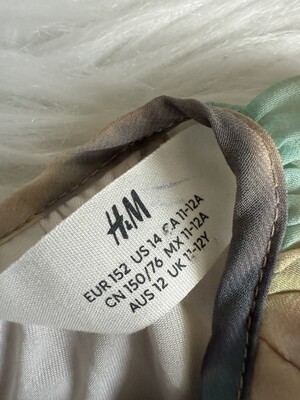 H&M
EUR 152 US 14 CA 11-12A
CN 150/76 MX 11-12A
AUS 12 UK 11-12Y